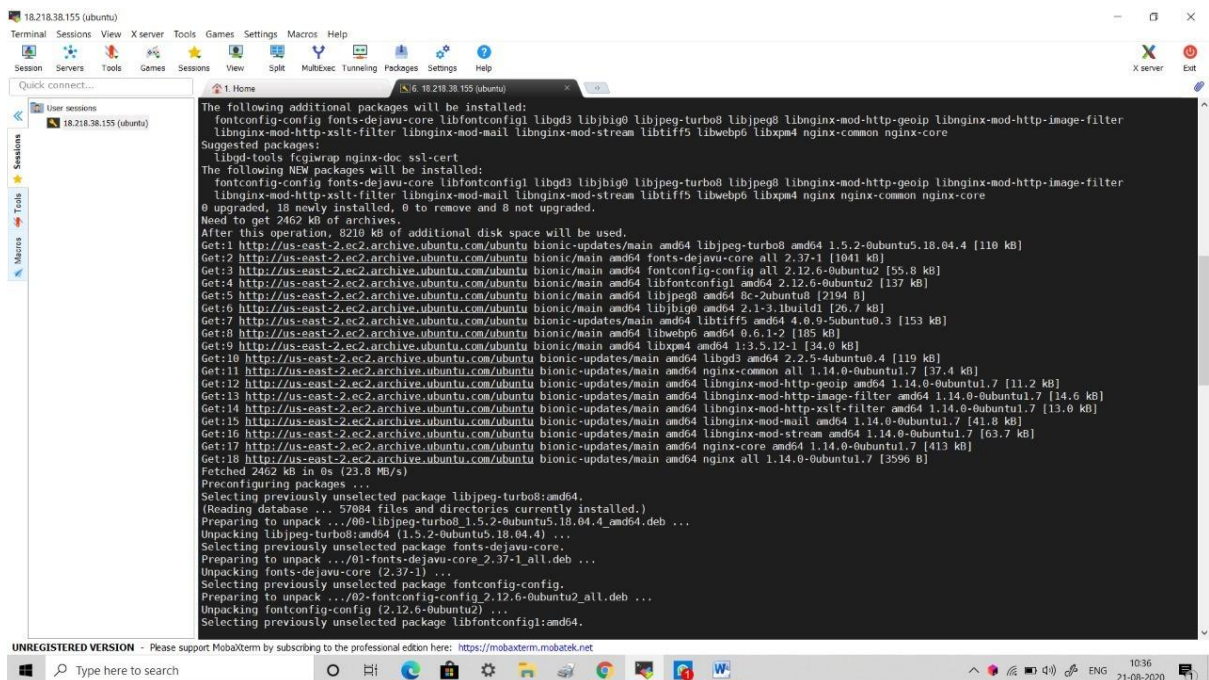 18.218.38.155 (ubuntu)
Terminal Sessions View X server Tools Games Settings Macros Help
Session Servers Tools Games Sessions View Split MultiExec Tunneling Packages Settings Help X server Exit
Quick connect...
1. Home
6. 18.218.38.155 (ubuntu)
User sessions
18.218.38.155 (ubuntu)
Sessions
Tools
Macros
The following additional packages will be installed:
fontconfig-config fonts-dejavu-core libfontconfig1 libgd3 libjbig0 libjpeg-turbo8 libjpeg8 libnginx-mod-http-geoip libnginx-mod-http-image-filter
libnginx-mod-http-xslt-filter libnginx-mod-mail libnginx-mod-stream libtiff5 libwebp6 libxpm4 nginx-common nginx-core
Suggested packages:
libgd-tools fcgiwrap nginx-doc ssl-cert
The following NEW packages will be installed:
fontconfig-config fonts-dejavu-core libfontconfig1 libgd3 libjbig0 libjpeg-turbo8 libjpeg8 libnginx-mod-http-geoip libnginx-mod-http-image-filter
libnginx-mod-http-xslt-filter libnginx-mod-mail libnginx-mod-stream libtiff5 libwebp6 libxpm4 nginx nginx-common nginx-core
0 upgraded, 18 newly installed, 0 to remove and 8 not upgraded.
Need to get 2462 kB of archives.
After this operation, 8210 kB of additional disk space will be used.
Get:1 http://us-east-2.ec2.archive.ubuntu.com/ubuntu bionic-updates/main amd64 libjpeg-turbo8 amd64 1.5.2-0ubuntu5.18.04.4 [110 kB]
Get:2 http://us-east-2.ec2.archive.ubuntu.com/ubuntu bionic/main amd64 fonts-dejavu-core all 2.37-1 [1041 kB]
Get:3 http://us-east-2.ec2.archive.ubuntu.com/ubuntu bionic/main amd64 fontconfig-config all 2.12.6-0ubuntu2 [55.8 kB]
Get:4 http://us-east-2.ec2.archive.ubuntu.com/ubuntu bionic/main amd64 libfontconfig1 amd64 2.12.6-0ubuntu2 [137 kB]
Get:5 http://us-east-2.ec2.archive.ubuntu.com/ubuntu bionic/main amd64 libjpeg8 amd64 8c-2ubuntu8 [2194 B]
Get:6 http://us-east-2.ec2.archive.ubuntu.com/ubuntu bionic/main amd64 libjbig0 amd64 2.1-3.1build1 [26.7 kB]
Get:7 http://us-east-2.ec2.archive.ubuntu.com/ubuntu bionic-updates/main amd64 libtiff5 amd64 4.0.9-5ubuntu0.3 [153 kB]
Get:8 http://us-east-2.ec2.archive.ubuntu.com/ubuntu bionic/main amd64 libwebp6 amd64 0.6.1-2 [185 kB]
Get:9 http://us-east-2.ec2.archive.ubuntu.com/ubuntu bionic/main amd64 libxpm4 amd64 1:3.5.12-1 [34.0 kB]
Get:10 http://us-east-2.ec2.archive.ubuntu.com/ubuntu bionic-updates/main amd64 libgd3 amd64 2.2.5-4ubuntu0.4 [119 kB]
Get:11 http://us-east-2.ec2.archive.ubuntu.com/ubuntu bionic-updates/main amd64 nginx-common all 1.14.0-0ubuntu1.7 [37.4 kB]
Get:12 http://us-east-2.ec2.archive.ubuntu.com/ubuntu bionic-updates/main amd64 libnginx-mod-http-geoip amd64 1.14.0-0ubuntu1.7 [11.2 kB]
Get:13 http://us-east-2.ec2.archive.ubuntu.com/ubuntu bionic-updates/main amd64 libnginx-mod-http-image-filter amd64 1.14.0-0ubuntu1.7 [14.6 kB]
Get:14 http://us-east-2.ec2.archive.ubuntu.com/ubuntu bionic-updates/main amd64 libnginx-mod-http-xslt-filter amd64 1.14.0-0ubuntu1.7 [13.0 kB]
Get:15 http://us-east-2.ec2.archive.ubuntu.com/ubuntu bionic-updates/main amd64 libnginx-mod-mail amd64 1.14.0-0ubuntu1.7 [41.8 kB]
Get:16 http://us-east-2.ec2.archive.ubuntu.com/ubuntu bionic-updates/main amd64 libnginx-mod-stream amd64 1.14.0-0ubuntu1.7 [63.7 kB]
Get:17 http://us-east-2.ec2.archive.ubuntu.com/ubuntu bionic-updates/main amd64 nginx-core amd64 1.14.0-0ubuntu1.7 [413 kB]
Get:18 http://us-east-2.ec2.archive.ubuntu.com/ubuntu bionic-updates/main amd64 nginx all 1.14.0-0ubuntu1.7 [3596 B]
Fetched 2462 kB in 0s (23.8 MB/s)
Preconfiguring packages ...
Selecting previously unselected package libjpeg-turbo8:amd64.
(Reading database ... 57084 files and directories currently installed.)
Preparing to unpack .../00-libjpeg-turbo8_1.5.2-0ubuntu5.18.04.4_amd64.deb ...
Unpacking libjpeg-turbo8:amd64 (1.5.2-0ubuntu5.18.04.4) ...
Selecting previously unselected package fonts-dejavu-core.
Preparing to unpack .../01-fonts-dejavu-core_2.37-1_all.deb ...
Unpacking fonts-dejavu-core (2.37-1) ...
Selecting previously unselected package fontconfig-config.
Preparing to unpack .../02-fontconfig-config_2.12.6-0ubuntu2_all.deb ...
Unpacking fontconfig-config (2.12.6-0ubuntu2) ...
Selecting previously unselected package libfontconfig1:amd64.
UNREGISTERED VERSION - Please support MobaXterm by subscribing to the professional edition here: https://mobaxterm.mobatek.net
Type here to search
ENG
10:36
21-08-2020